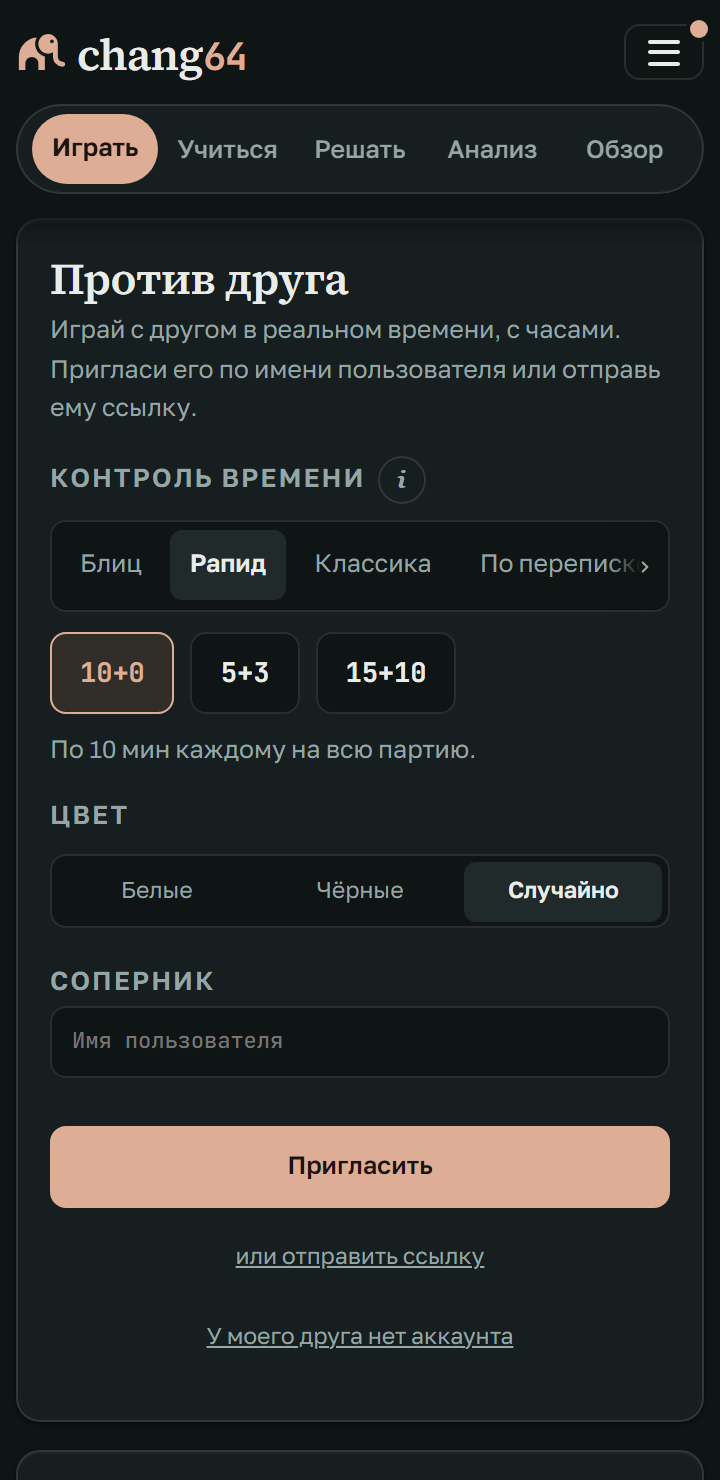 chang64
Играть Учиться Решать Анализ Обзор
Против друга
Играй с другом в реальном времени, с часами.
Пригласи его по имени пользователя или отправь
ему ссылку.
КОНТРОЛЬ ВРЕМЕНИ i
Блиц Рапид Классика По переписк ›
10+0 5+3 15+10
По 10 мин каждому на всю партию.
ЦВЕТ
Белые Чёрные Случайно
СОПЕРНИК
Имя пользователя
Пригласить
или отправить ссылку
У моего друга нет аккаунта